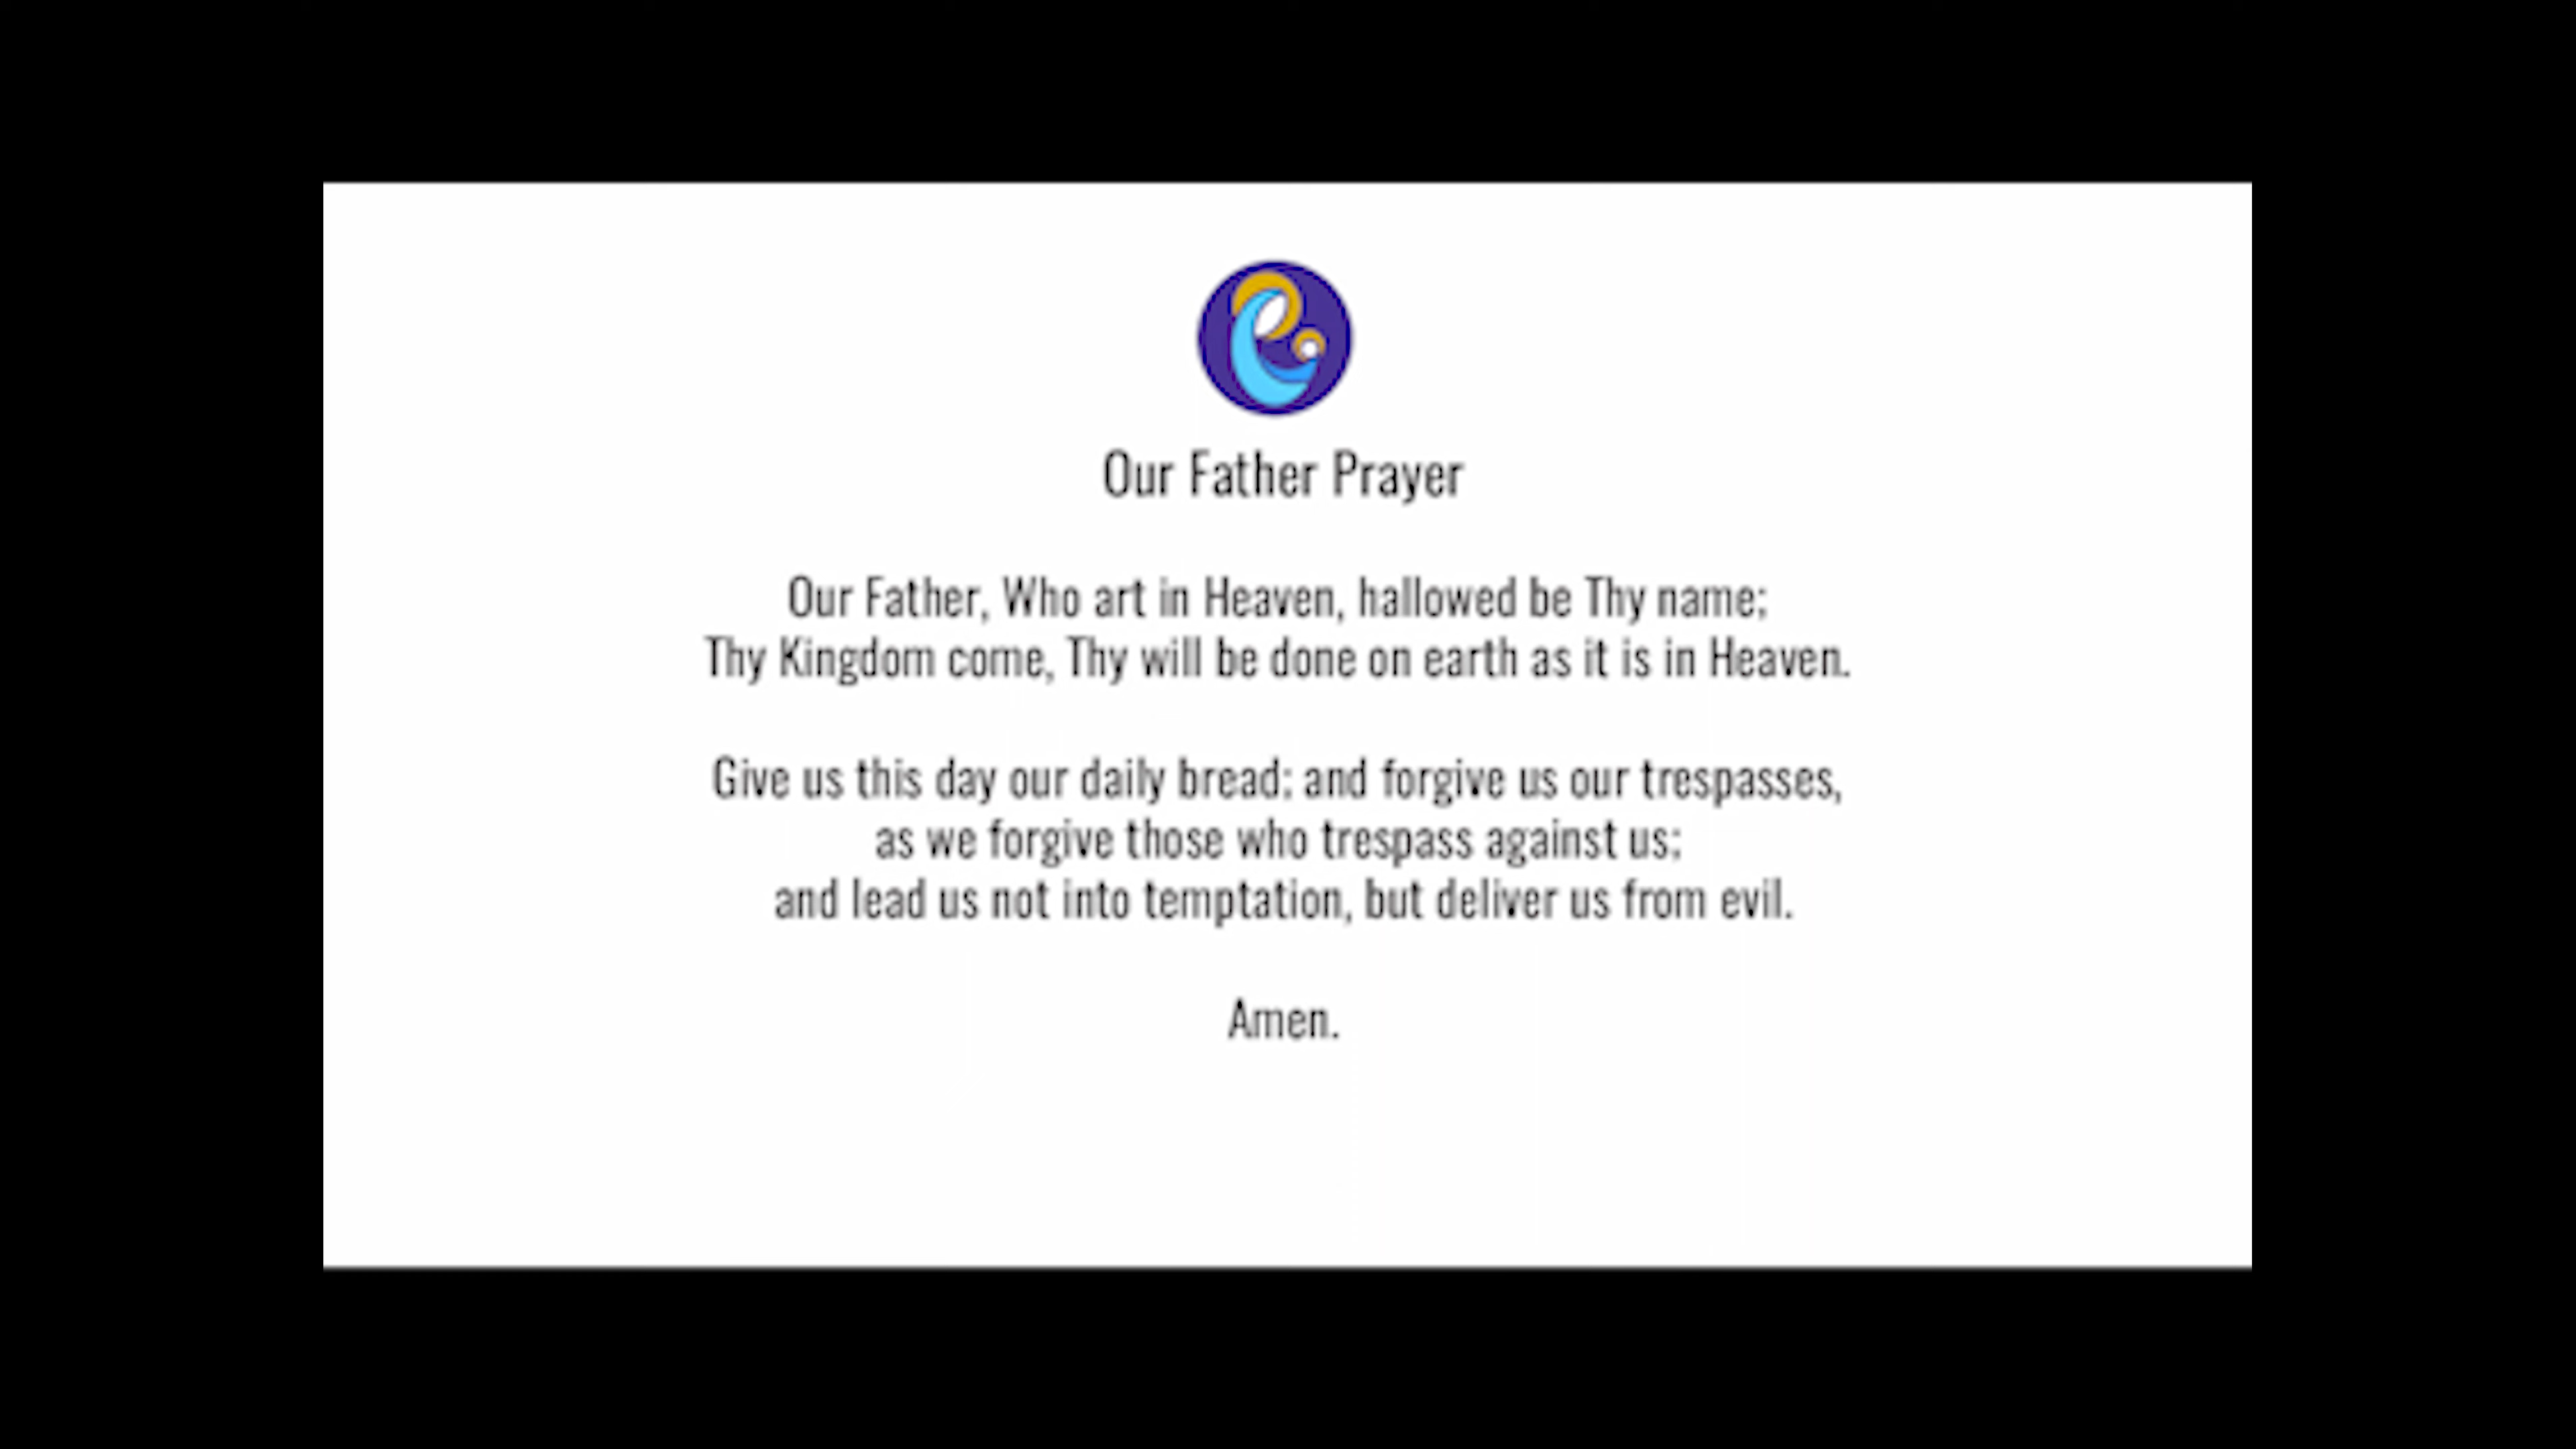 Our Father Prayer
Our Father, Who art in Heaven, hallowed be Thy name;
Thy Kingdom come, Thy will be done on earth as it is in Heaven.
Give us this day our daily bread; and forgive us our trespasses,
as we forgive those who trespass against us;
and lead us not into temptation, but deliver us from evil.
Amen.